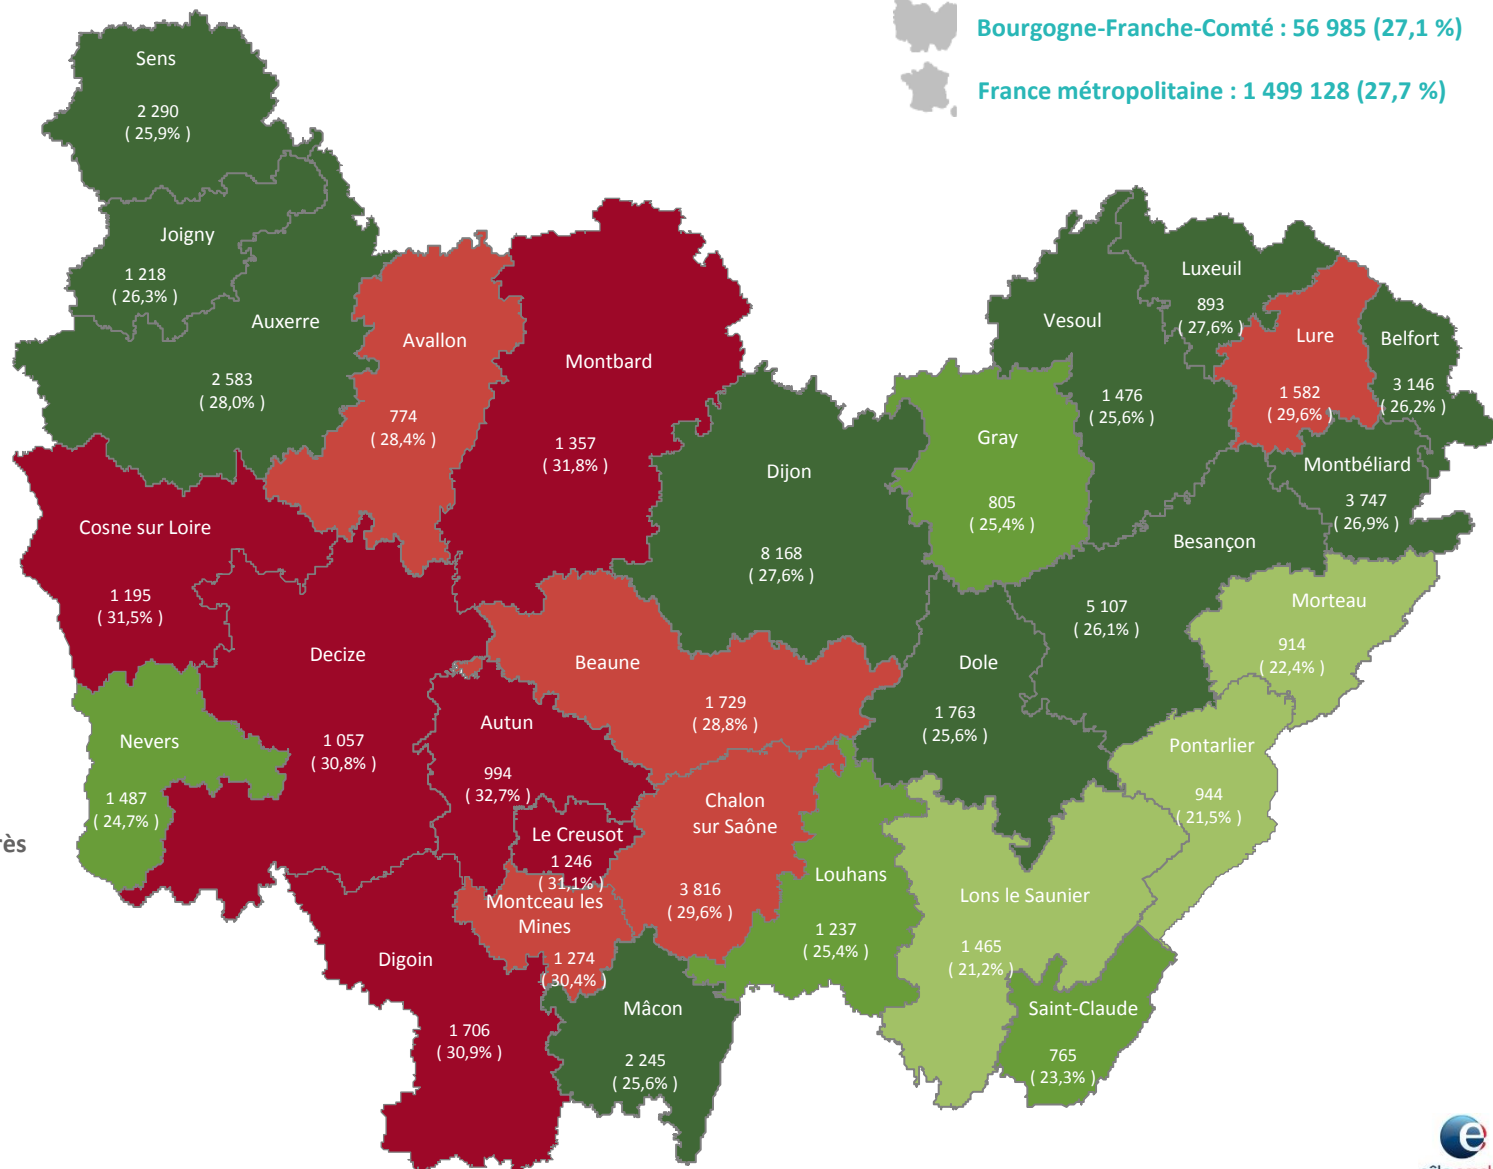 Bourgogne-Franche-Comté : 56 985 (27,1 %)
France métropolitaine : 1 499 128 (27,7 %)
Sens
2 290
( 25,9% )
Joigny
1 218
( 26,3% )
Auxerre
2 583
( 28,0% )
Avallon
774
( 28,4% )
Montbard
1 357
( 31,8% )
Dijon
8 168
( 27,6% )
Gray
805
( 25,4% )
Vesoul
1 476
( 25,6% )
Luxeuil
893
( 27,6% )
Lure
1 582
( 29,6% )
Belfort
3 146
( 26,2% )
Montbéliard
3 747
( 26,9% )
Besançon
5 107
( 26,1% )
Morteau
914
( 22,4% )
Cosne sur Loire
1 195
( 31,5% )
Decize
1 057
( 30,8% )
Nevers
1 487
( 24,7% )
Beaune
1 729
( 28,8% )
Dole
1 763
( 25,6% )
Pontarlier
944
( 21,5% )
Autun
994
( 32,7% )
Le Creusot
1 246
( 31,1% )
Chalon
sur Saône
3 816
( 29,6% )
Louhans
1 237
( 25,4% )
Lons le Saunier
1 465
( 21,2% )
Montceau les
Mines
1 274
( 30,4% )
Digoin
1 706
( 30,9% )
Mâcon
2 245
( 25,6% )
Saint-Claude
765
( 23,3% )